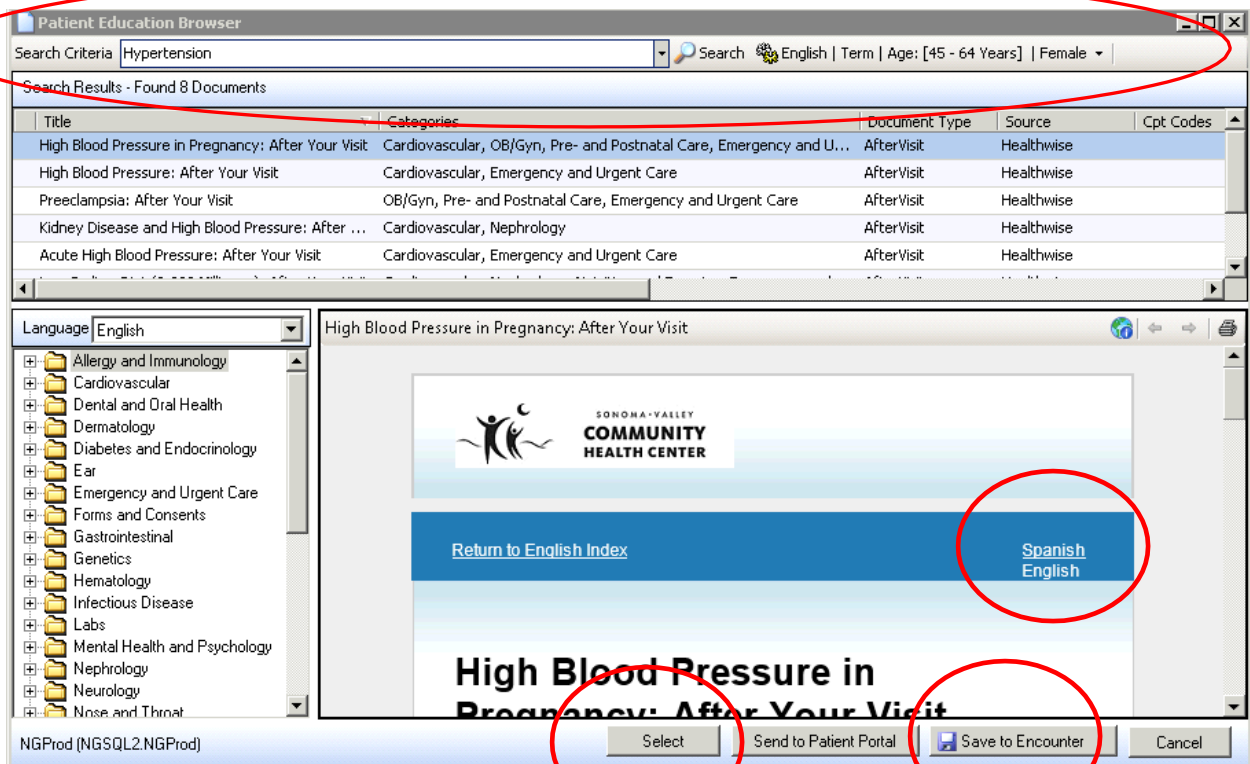 Patient Education Browser
Search Criteria Hypertension Search English | Term | Age: [45 - 64 Years] | Female
Search Results - Found 8 Documents
Title Categories Document Type Source Cpt Codes
High Blood Pressure in Pregnancy: After Your Visit Cardiovascular, OB/Gyn, Pre- and Postnatal Care, Emergency and U... AfterVisit Healthwise
High Blood Pressure: After Your Visit Cardiovascular, Emergency and Urgent Care AfterVisit Healthwise
Preeclampsia: After Your Visit OB/Gyn, Pre- and Postnatal Care, Emergency and Urgent Care AfterVisit Healthwise
Kidney Disease and High Blood Pressure: After ... Cardiovascular, Nephrology AfterVisit Healthwise
Acute High Blood Pressure: After Your Visit Cardiovascular, Emergency and Urgent Care AfterVisit Healthwise
Language English
Allergy and Immunology
Cardiovascular
Dental and Oral Health
Dermatology
Diabetes and Endocrinology
Ear
Emergency and Urgent Care
Forms and Consents
Gastrointestinal
Genetics
Hematology
Infectious Disease
Labs
Mental Health and Psychology
Nephrology
Neurology
Nose and Throat
High Blood Pressure in Pregnancy: After Your Visit
SONOMA·VALLEY
COMMUNITY
HEALTH CENTER
Return to English Index Spanish
English
High Blood Pressure in
Pregnancy: After Your Visit
NGProd (NGSQL2.NGProd) Select Send to Patient Portal Save to Encounter Cancel